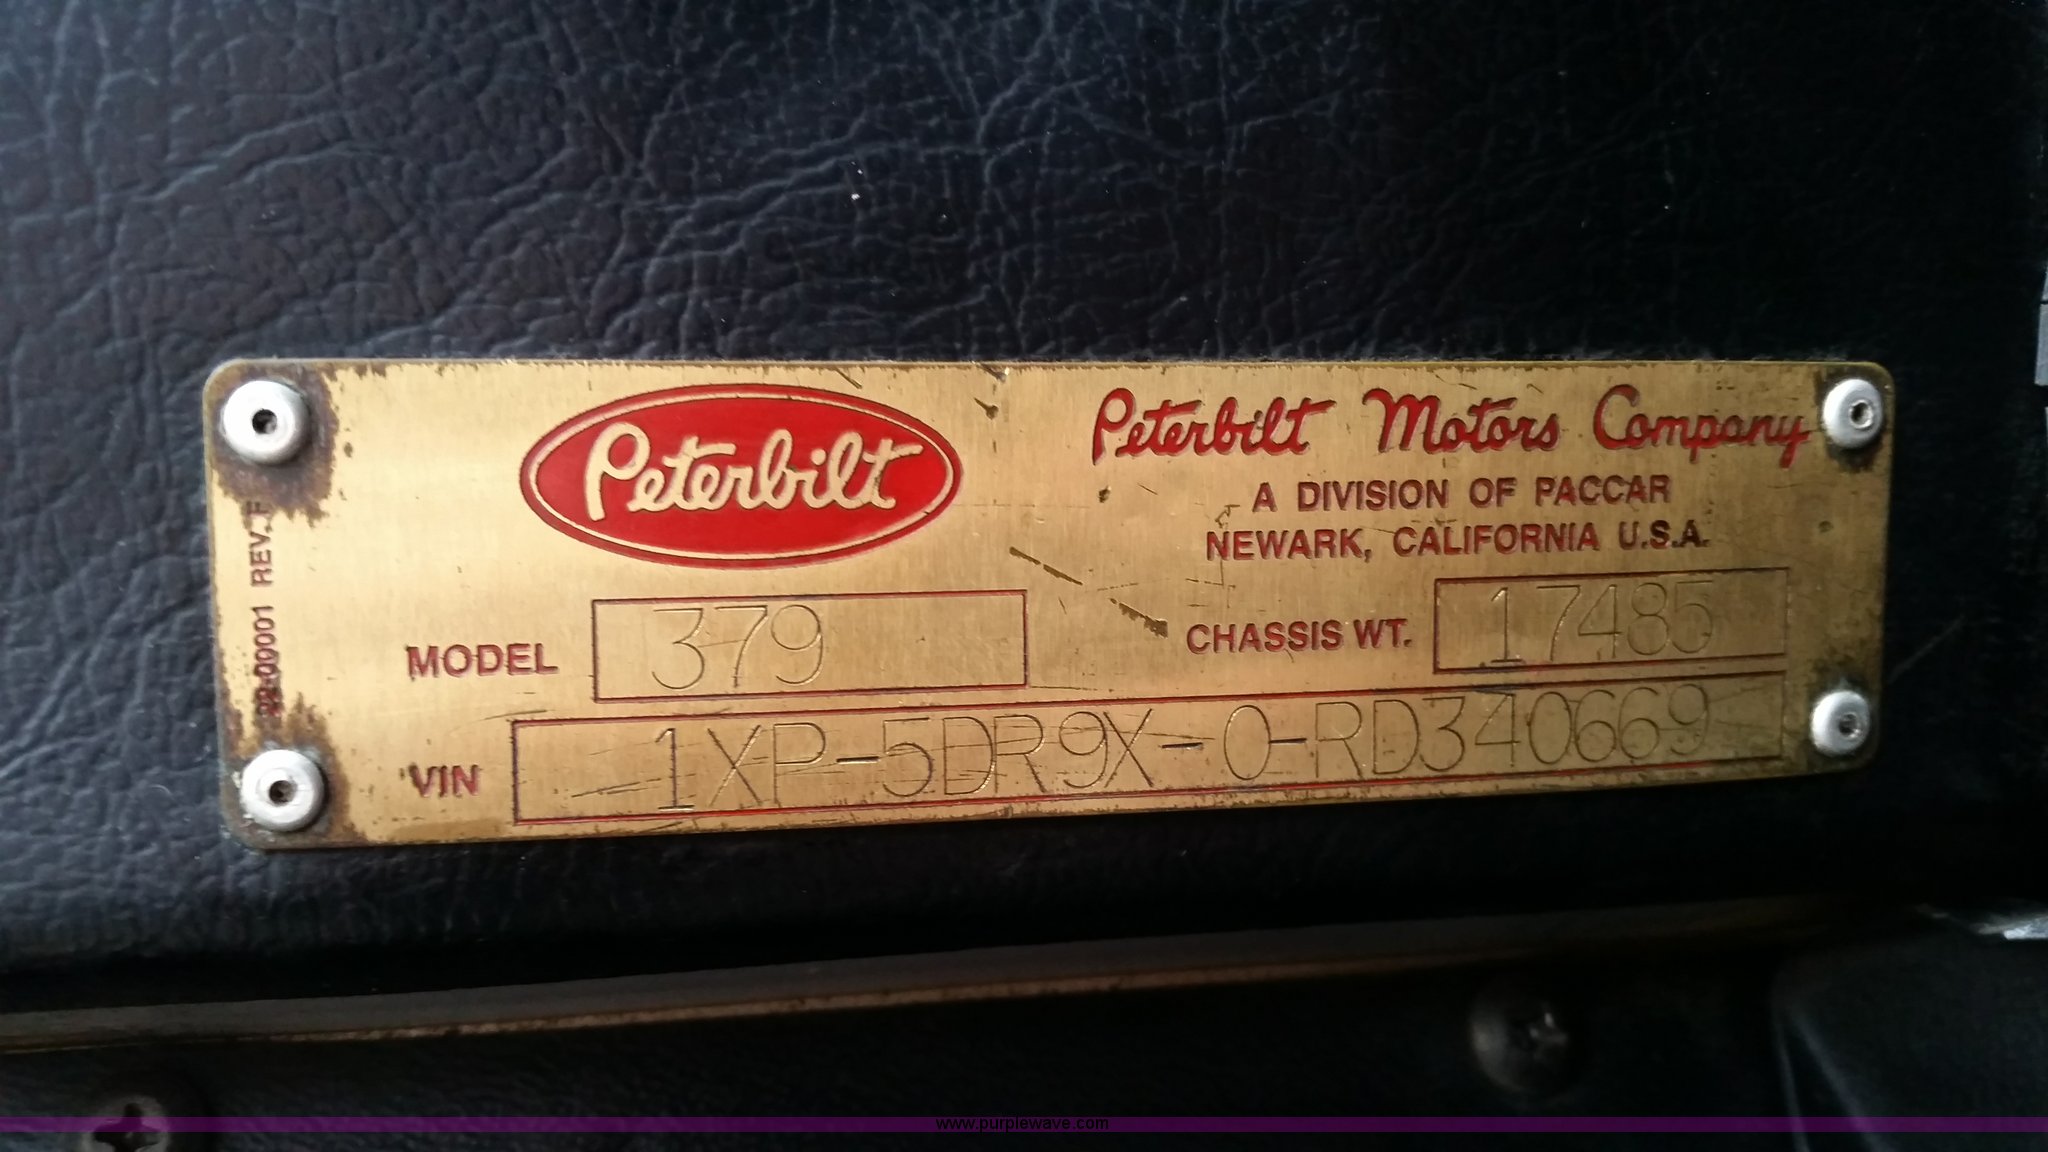 Peterbilt
Peterbilt Motors Company
A DIVISION OF PACCAR
NEWARK, CALIFORNIA U.S.A.
MODEL 379
CHASSIS WT. 17485
VIN 1XP-5DR9X-0-RD340669
REV. F
www.purplewave.com